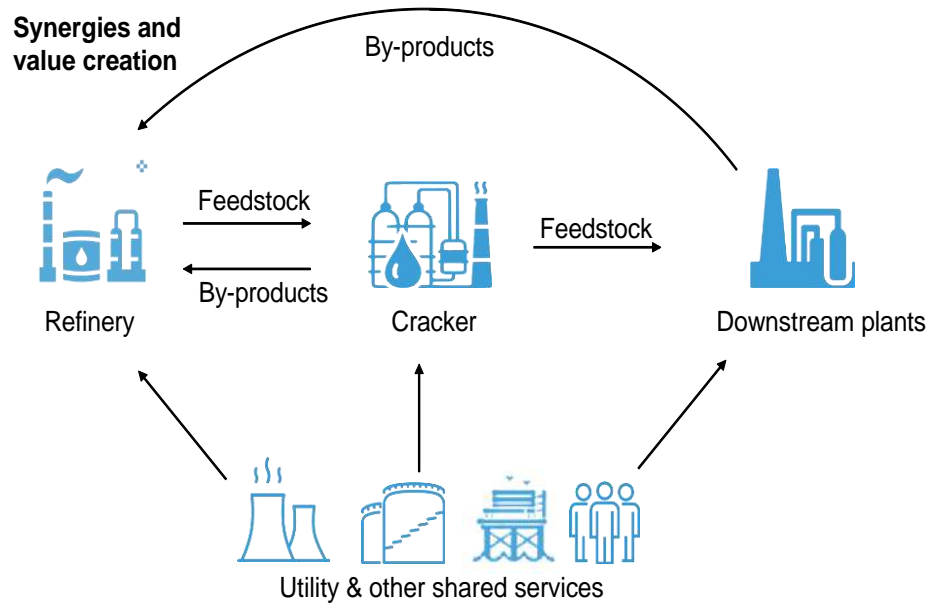 Synergies and
value creation
By-products
Feedstock
Feedstock
By-products
Refinery
Cracker
Downstream plants
Utility & other shared services